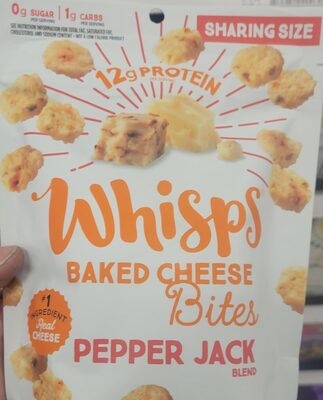 0g SUGAR | 1g CARBS
PER SERVING PER SERVING
SEE NUTRITION INFORMATION FOR TOTAL FAT, SATURATED FAT,
CHOLESTEROL AND SODIUM CONTENT - NOT A LOW CALORIE PRODUCT
SHARING SIZE
12g PROTEIN
PER SERVING
Whisps
BAKED CHEESE
Bites
#1
INGREDIENT
Real
CHEESE
PEPPER JACK
BLEND